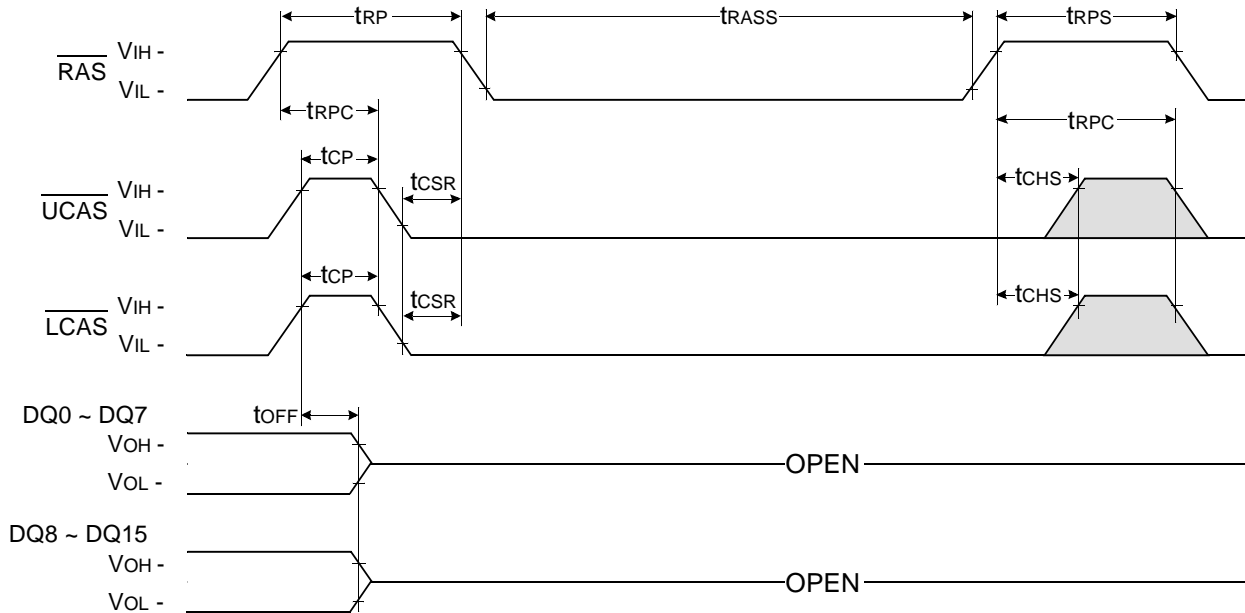 tRP
tRASS
tRPS
RAS
VIH -
VIL -
tRPC
tRPC
tCP
tCSR
tCHS
UCAS
VIH -
VIL -
tCP
tCSR
tCHS
LCAS
VIH -
VIL -
DQ0 ~ DQ7
tOFF
VOH -
VOL -
OPEN
DQ8 ~ DQ15
VOH -
VOL -
OPEN